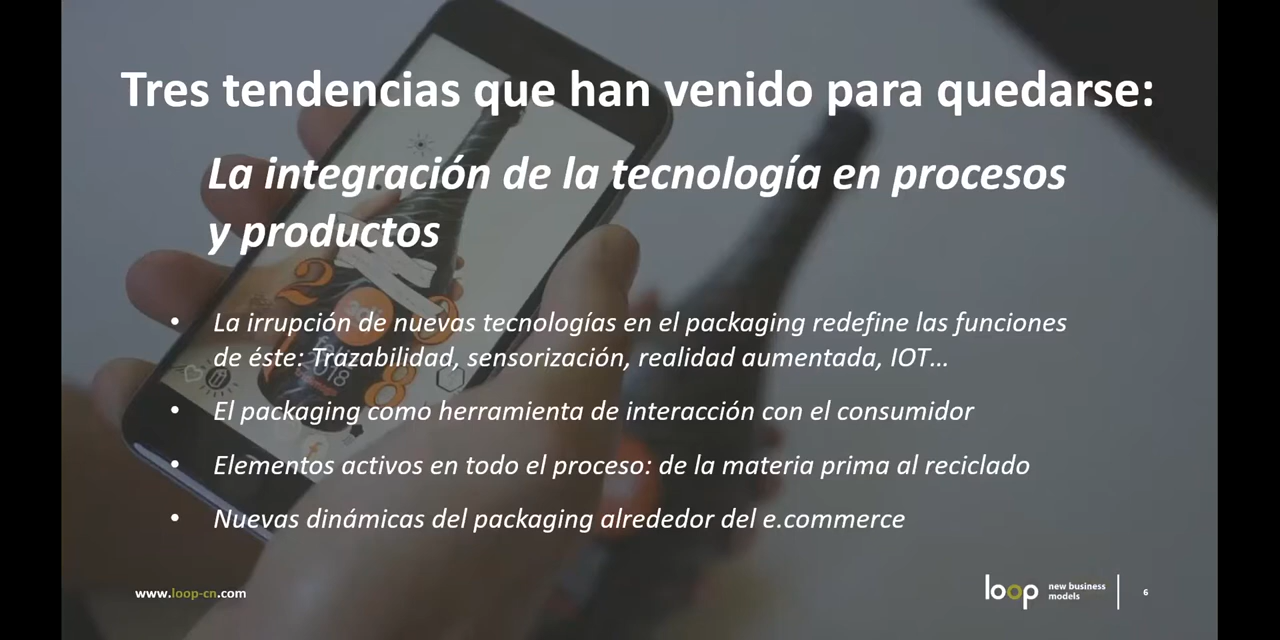 Tres tendencias que han venido para quedarse:
La integración de la tecnología en procesos
y productos
• La irrupción de nuevas tecnologías en el packaging redefine las funciones
de éste: Trazabilidad, sensorización, realidad aumentada, IOT...
• El packaging como herramienta de interacción con el consumidor
• Elementos activos en todo el proceso: de la materia prima al reciclado
• Nuevas dinámicas del packaging alrededor del e.commerce
2018
www.loop-cn.com
loop new business
models
6